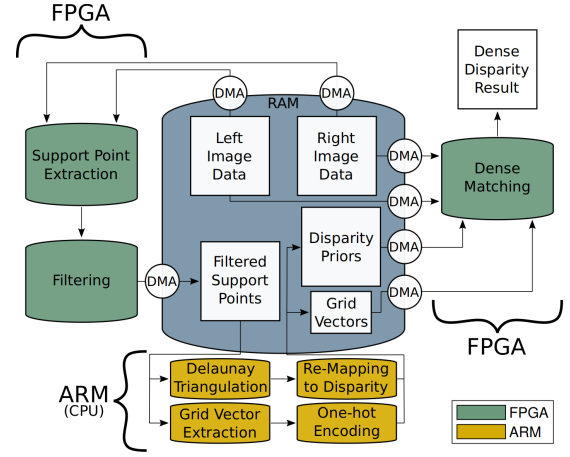 FPGA
DMA
DMA
RAM
Dense
Disparity
Result
Support Point
Extraction
Left
Image
Data
Right
Image
Data
DMA
Dense
Matching
DMA
Filtering
DMA
Filtered
Support
Points
Disparity
Priors
DMA
Grid
Vectors
DMA
FPGA
ARM
(CPU)
Delaunay
Triangulation
Re-Mapping
to Disparity
Grid Vector
Extraction
One-hot
Encoding
FPGA
ARM